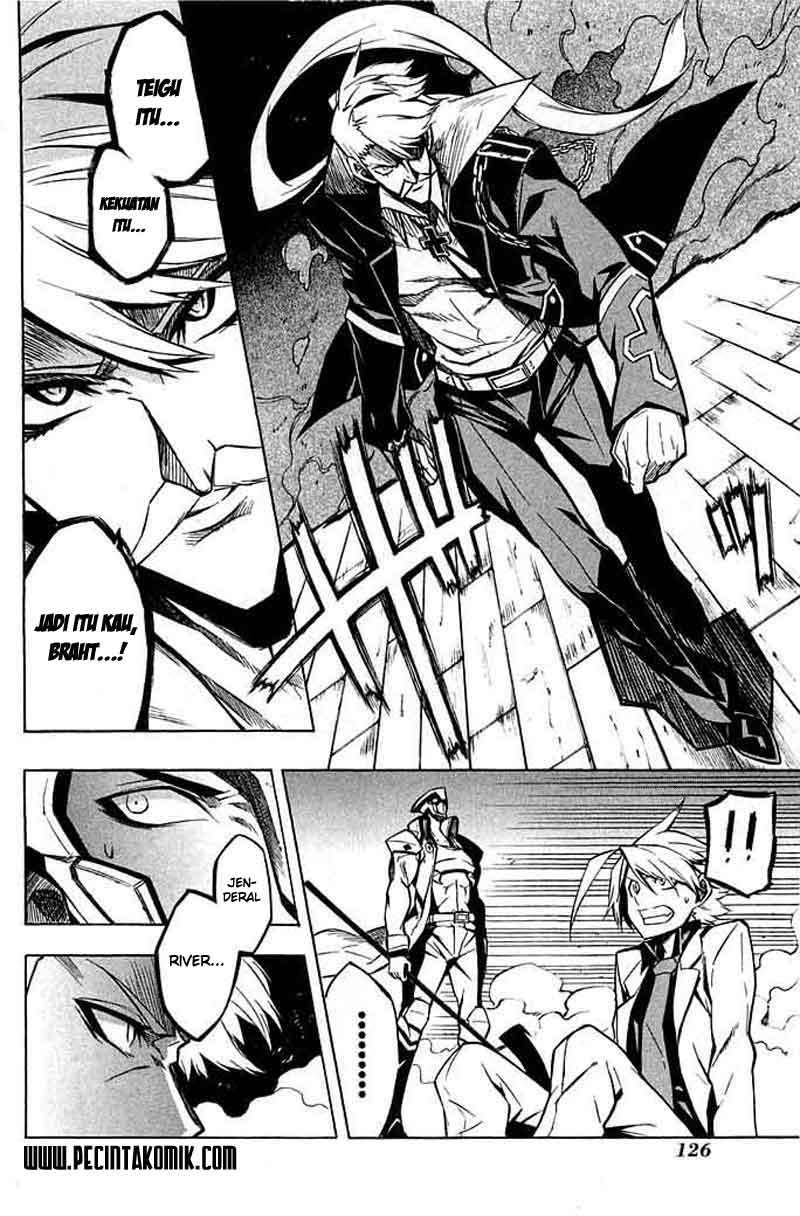 TEIGU
ITU...
KEKUATAN
ITU...
JADI ITU KAU,
BRAHT...!
!!
JEN-
DERAL
RIVER...
.........
126
WWW.PECINTAKOMIK.COM